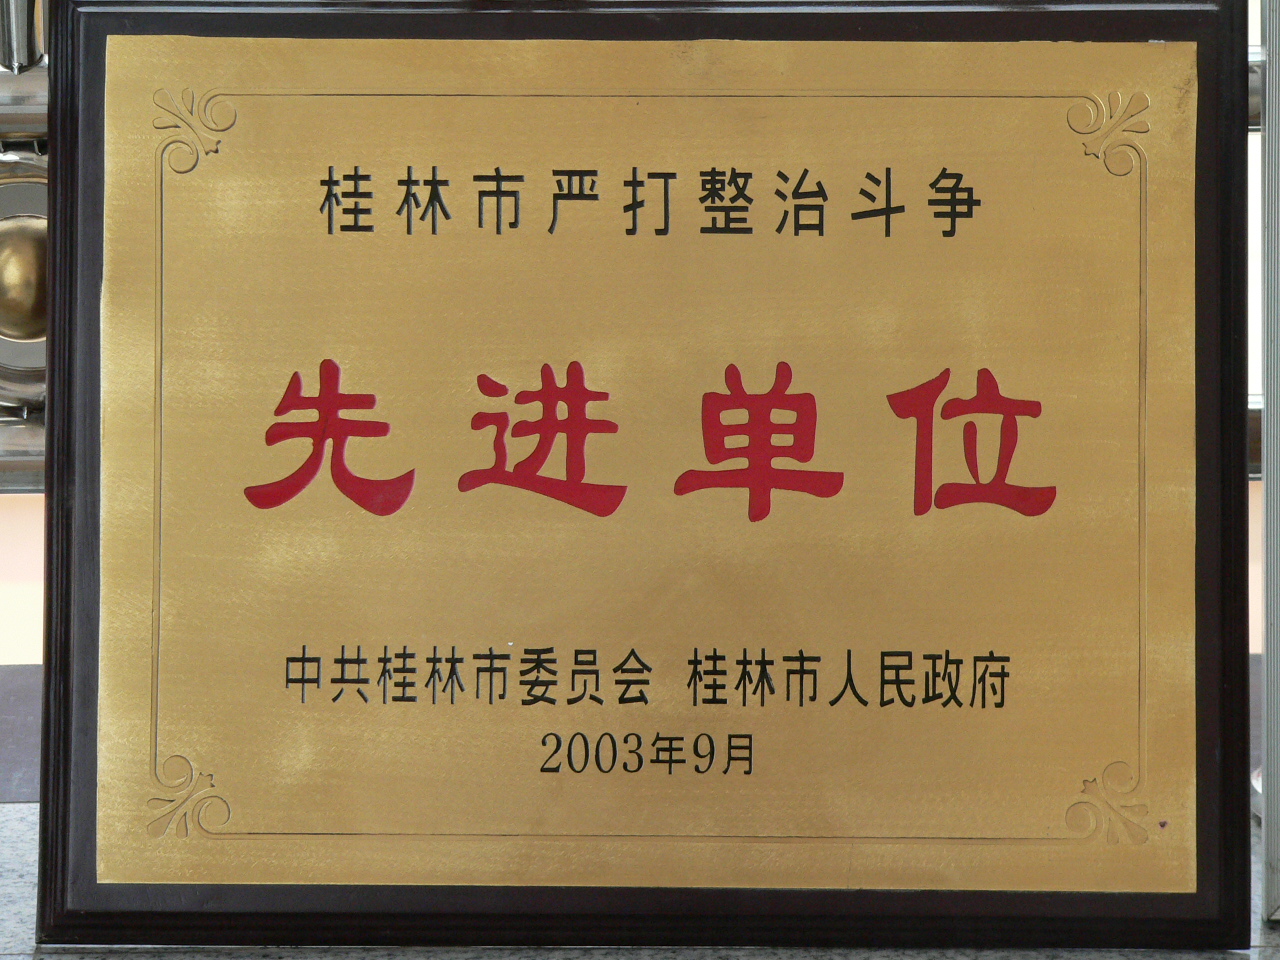 桂林市严打整治斗争
先进单位
中共桂林市委员会 桂林市人民政府
2003年9月